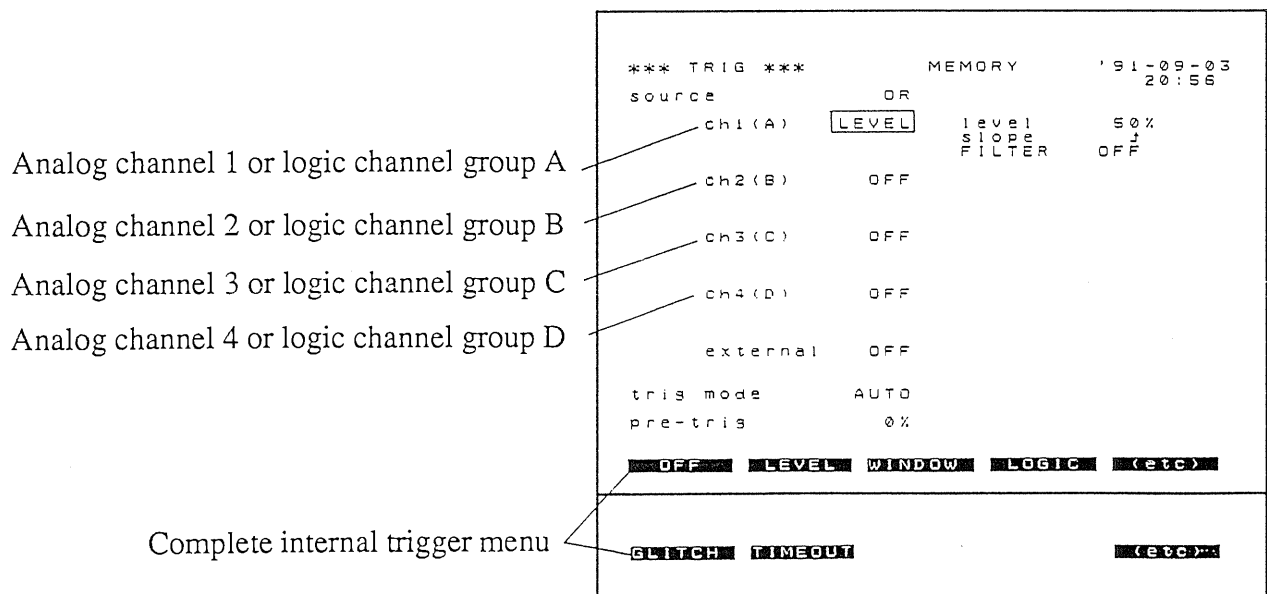 *** TRIG *** MEMORY '91-09-03
20:56
source OR
ch1(A) LEVEL level 50%
slope
FILTER OFF
Analog channel 1 or logic channel group A
ch2(B) OFF
Analog channel 2 or logic channel group B
ch3(C) OFF
Analog channel 3 or logic channel group C
ch4(D) OFF
Analog channel 4 or logic channel group D
external OFF
trig mode AUTO
pre-trig 0%
OFF LEVEL WINDOW LOGIC (etc)
Complete internal trigger menu
GLITCH TIMEOUT (etc)